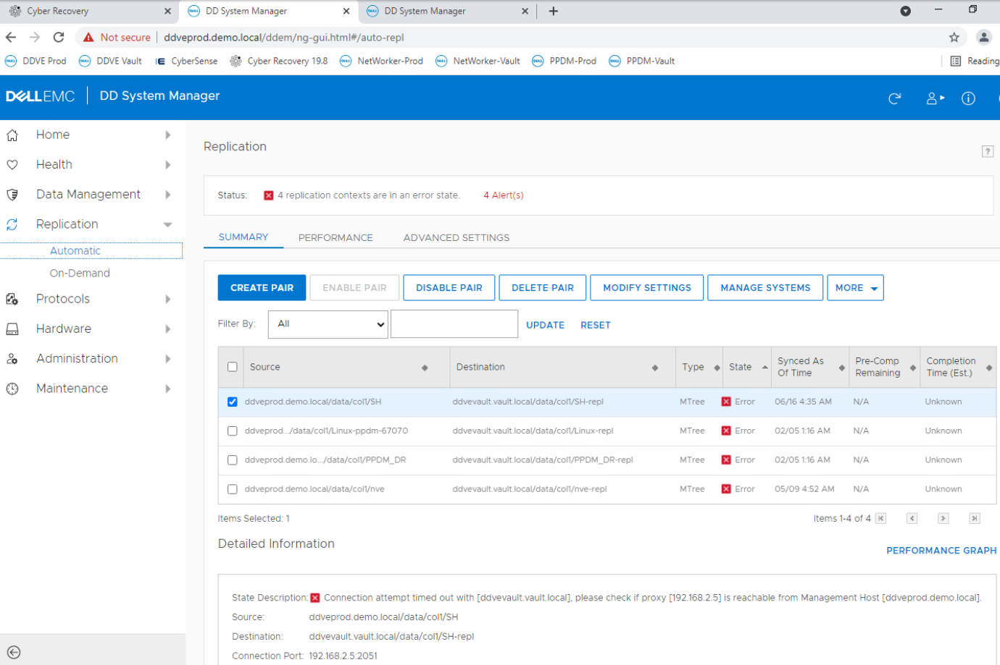 Cyber Recovery
DD System Manager
DD System Manager
Not secure ddveprod.demo.local/ddem/ng-gui.html#/auto-repl
DDVE Prod DDVE Vault CyberSense Cyber Recovery 19.8 NetWorker-Prod NetWorker-Vault PPDM-Prod PPDM-Vault Reading
DELLEMC DD System Manager
Home
Health
Data Management
Replication
Automatic
On-Demand
Protocols
Hardware
Administration
Maintenance
Replication
?
Status: 4 replication contexts are in an error state. 4 Alert(s)
SUMMARY PERFORMANCE ADVANCED SETTINGS
CREATE PAIR ENABLE PAIR DISABLE PAIR DELETE PAIR MODIFY SETTINGS MANAGE SYSTEMS MORE
Filter By: All UPDATE RESET
Source Destination Type State Synced As Of Time Pre-Comp Remaining Completion Time (Est.)
ddveprod.demo.local/data/col1/SH ddvevault.vault.local/data/col1/SH-repl MTree Error 06/16 4:35 AM N/A Unknown
ddveprod.../data/col1/Linux-ppdm-67070 ddvevault.vault.local/data/col1/Linux-repl MTree Error 02/05 1:16 AM N/A Unknown
ddveprod.demo.lo.../data/col1/PPDM_DR ddvevault.vault.local/data/col1/PPDM_DR-repl MTree Error 02/05 1:16 AM N/A Unknown
ddveprod.demo.local/data/col1/nve ddvevault.vault.local/data/col1/nve-repl MTree Error 05/09 4:52 AM N/A Unknown
Items Selected: 1 Items 1-4 of 4
Detailed Information
PERFORMANCE GRAPH
State Description: Connection attempt timed out with [ddvevault.vault.local], please check if proxy [192.168.2.5] is reachable from Management Host [ddveprod.demo.local].
Source: ddveprod.demo.local/data/col1/SH
Destination: ddvevault.vault.local/data/col1/SH-repl
Connection Port: 192.168.2.5:2051